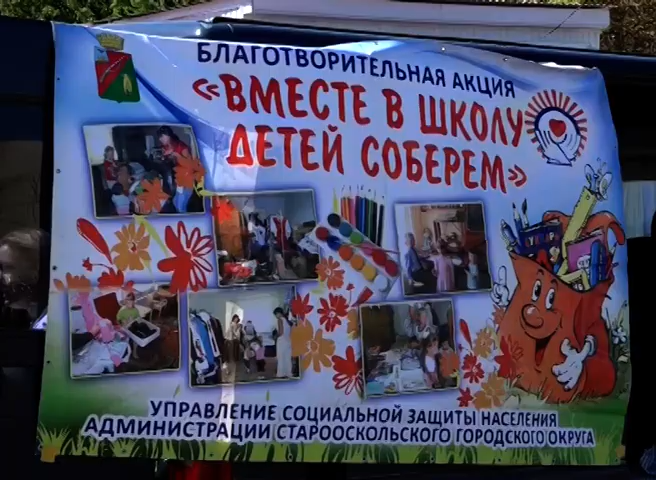 БЛАГОТВОРИТЕЛЬНАЯ АКЦИЯ
«ВМЕСТЕ В ШКОЛУ
ДЕТЕЙ СОБЕРЕМ»
УПРАВЛЕНИЕ СОЦИАЛЬНОЙ ЗАЩИТЫ НАСЕЛЕНИЯ
АДМИНИСТРАЦИИ СТАРООСКОЛЬСКОГО ГОРОДСКОГО ОКРУГА